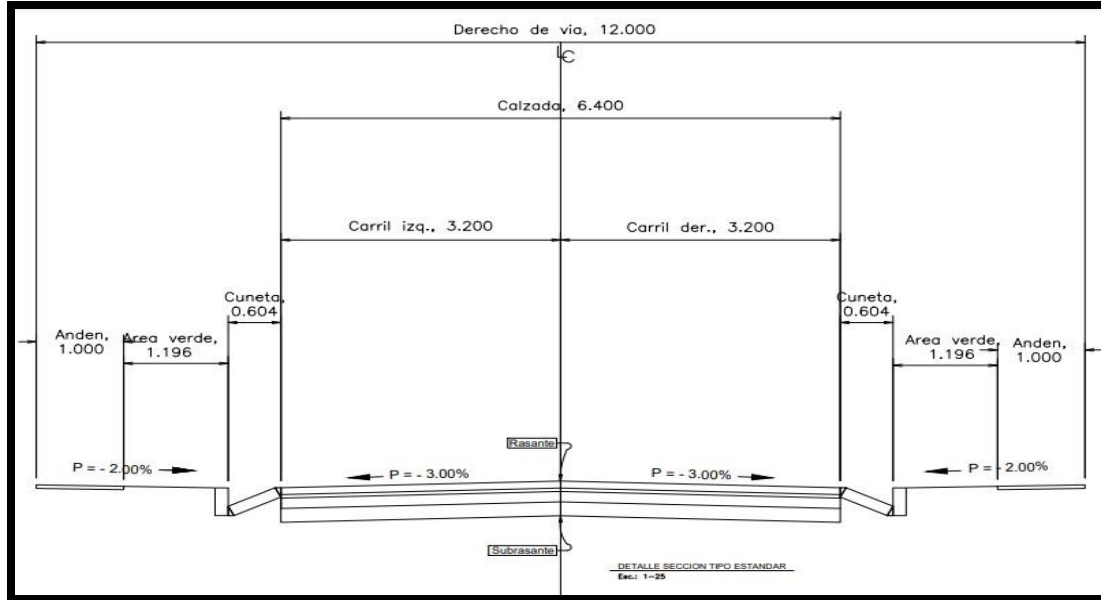 Derecho de via, 12.000
CL
Calzada, 6.400
Carril izq., 3.200
Carril der., 3.200
Cuneta,
0.604
Cuneta,
0.604
Anden,
1.000
Area verde,
1.196
Area verde,
1.196
Anden,
1.000
Rasante
P = - 2.00%
P = - 3.00%
P = - 3.00%
P = - 2.00%
Subrasante
DETALLE SECCION TIPO ESTANDAR
Esc.: 1-25